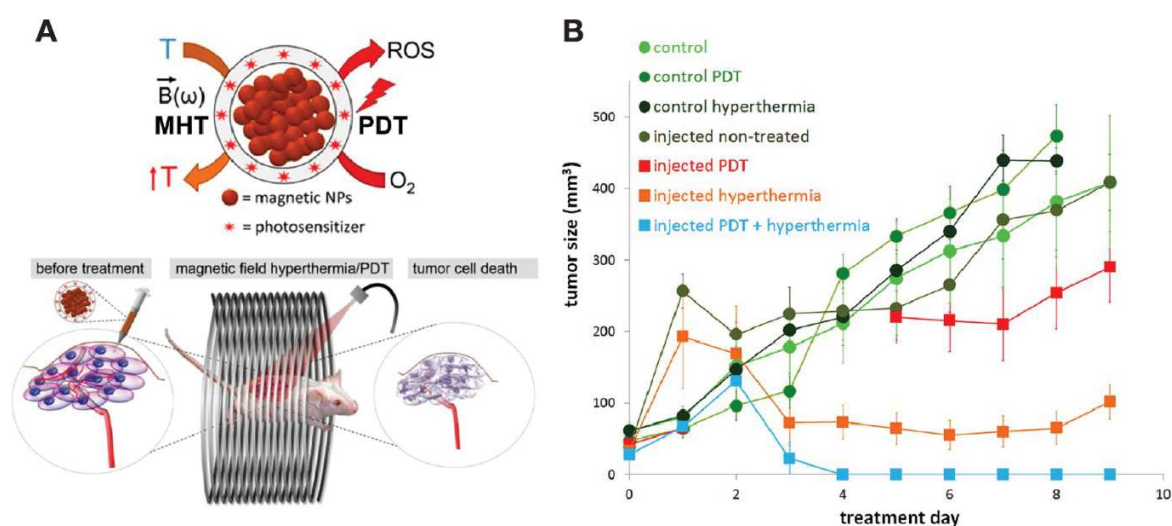 A
T
B(ω)
MHT
↑T
ROS
PDT
O2
= magnetic NPs
= photosensitizer
before treatment
magnetic field hyperthermia/PDT
tumor cell death
B
control
control PDT
control hyperthermia
injected non-treated
injected PDT
injected hyperthermia
injected PDT + hyperthermia
tumor size (mm³)
500
400
300
200
100
0
0 2 4 6 8 10
treatment day